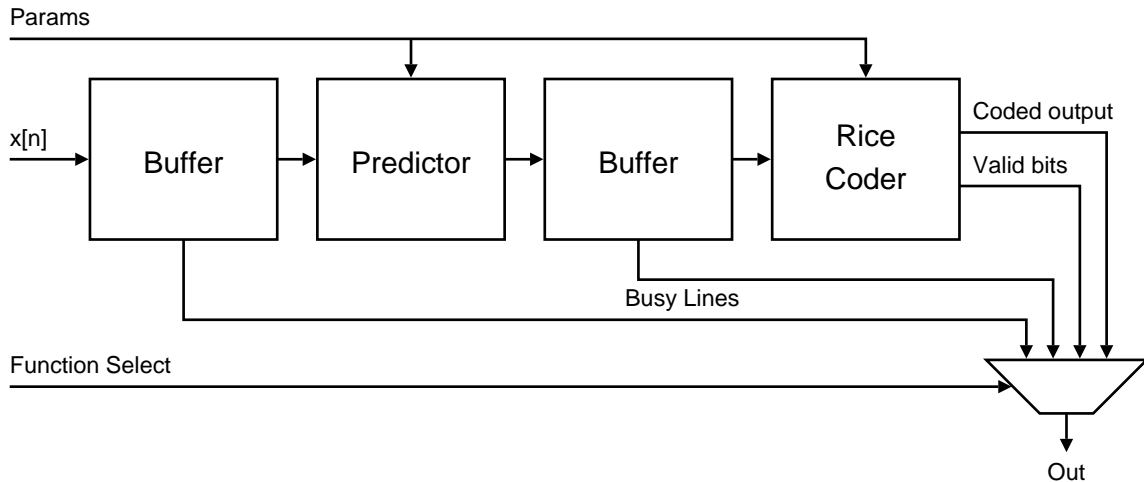 Params
x[n]
Buffer
Predictor
Buffer
Rice
Coder
Coded output
Valid bits
Busy Lines
Function Select
Out